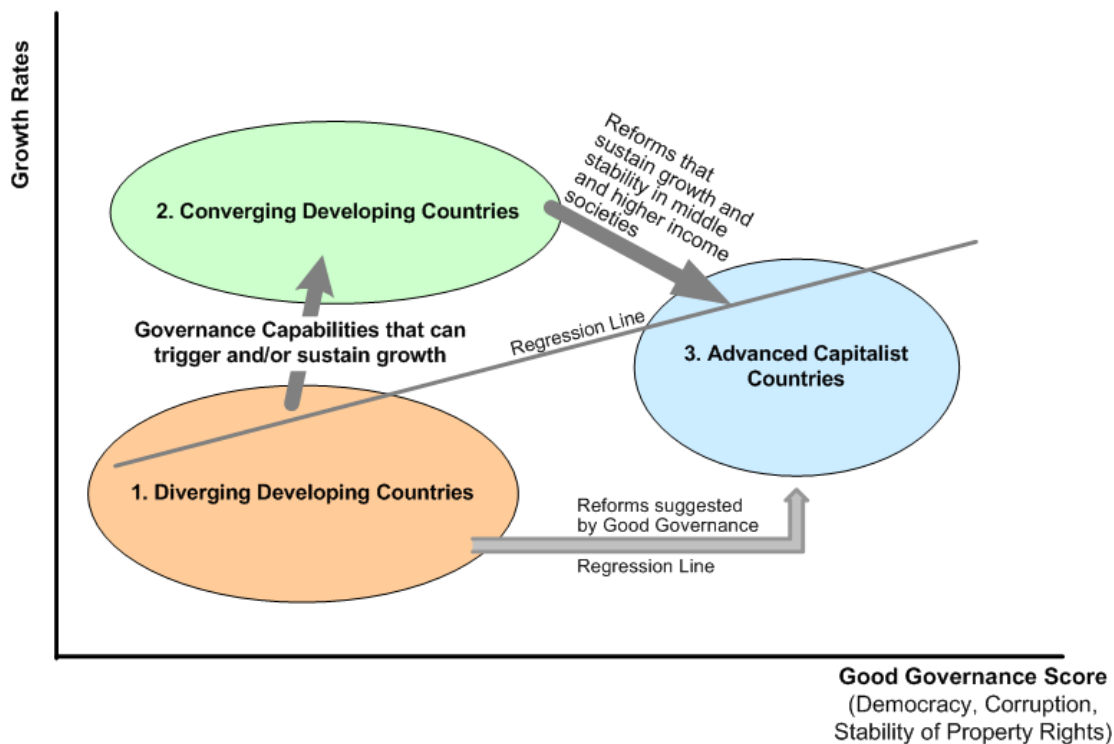 Growth Rates
Reforms that
sustain growth and
stability in middle
and higher income
societies
2. Converging Developing Countries
Governance Capabilities that can
trigger and/or sustain growth
Regression Line
3. Advanced Capitalist
Countries
1. Diverging Developing Countries
Reforms suggested
by Good Governance
Regression Line
Good Governance Score
(Democracy, Corruption,
Stability of Property Rights)